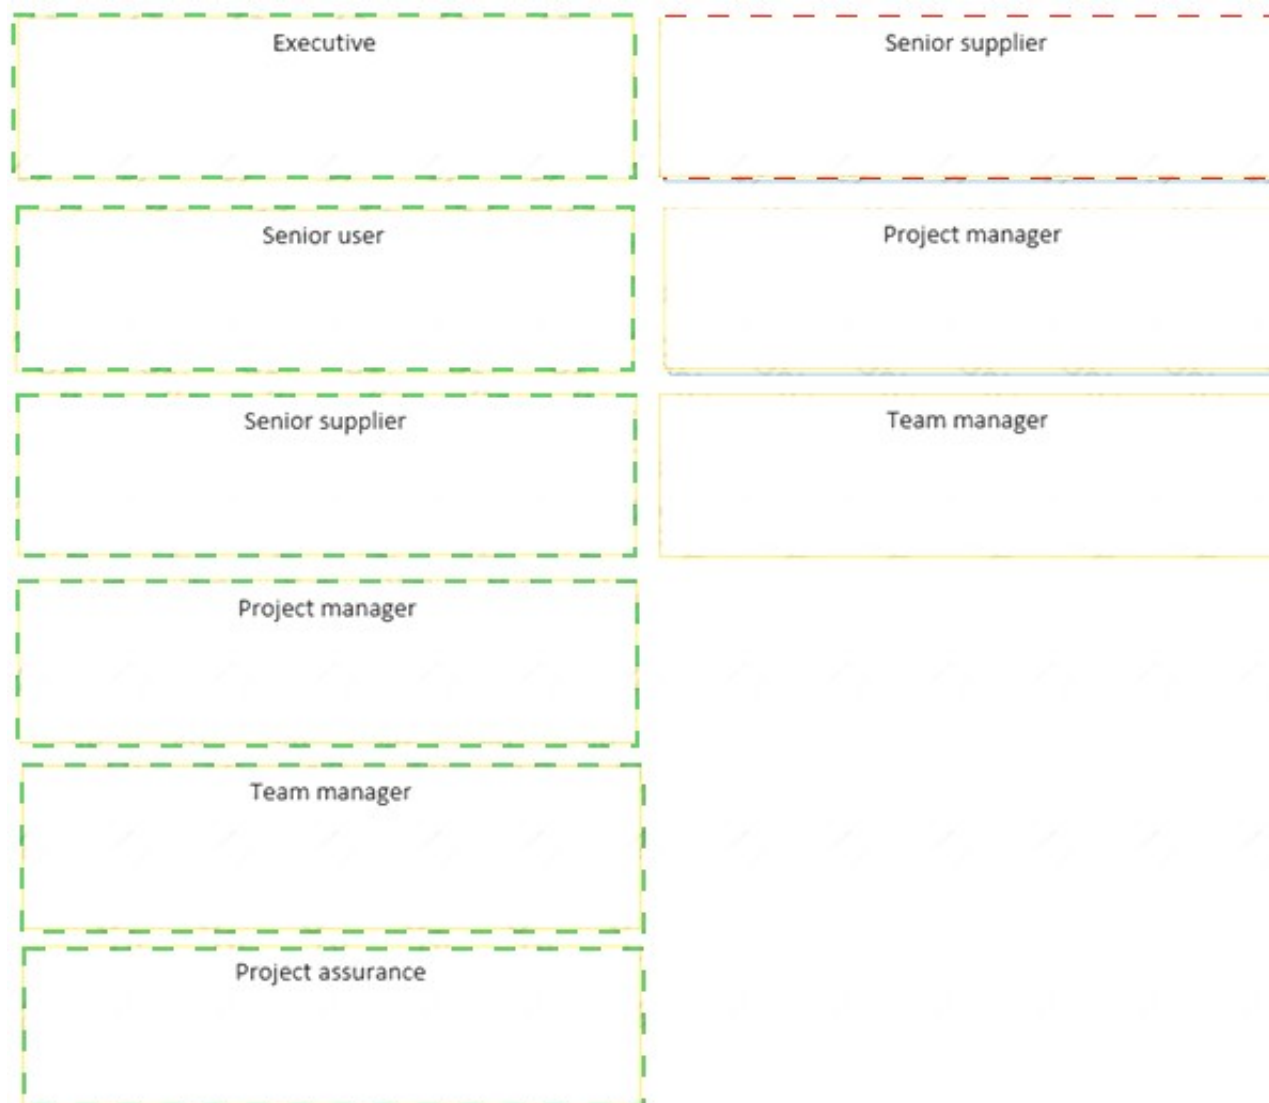 Executive
Senior supplier
Senior user
Project manager
Senior supplier
Team manager
Project manager
Team manager
Project assurance